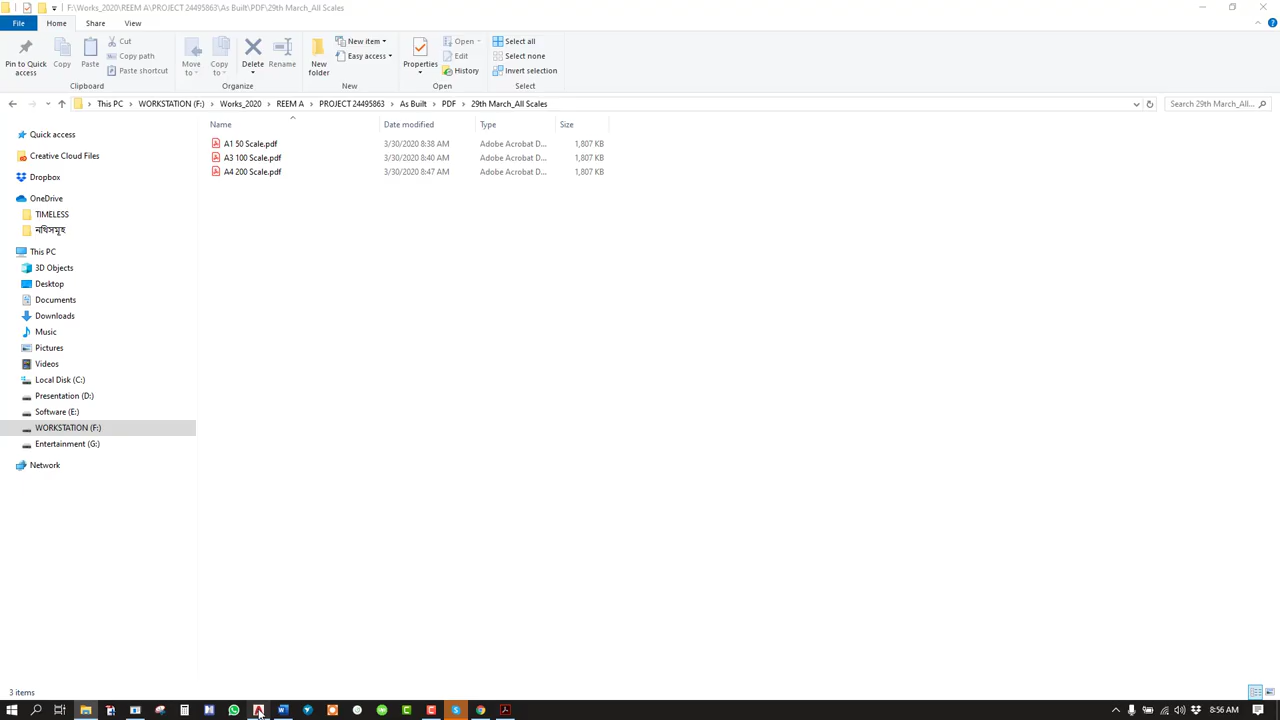 F:\Works_2020\REEM A\PROJECT 24495863\As Built\PDF\29th March_All Scales
File Home Share View
Pin to Quick access
Copy
Paste
Cut
Copy path
Paste shortcut
Clipboard
Move to
Copy to
Delete
Rename
Organize
New folder
New item
Easy access
New
Properties
Open
Edit
History
Open
Select all
Select none
Invert selection
Select
This PC > WORKSTATION (F:) > Works_2020 > REEM A > PROJECT 24495863 > As Built > PDF > 29th March_All Scales
Search 29th March_All...
Name Date modified Type Size
A1 50 Scale.pdf 3/30/2020 8:38 AM Adobe Acrobat D... 1,807 KB
A3 100 Scale.pdf 3/30/2020 8:40 AM Adobe Acrobat D... 1,807 KB
A4 200 Scale.pdf 3/30/2020 8:47 AM Adobe Acrobat D... 1,807 KB
Quick access
Creative Cloud Files
Dropbox
OneDrive
TIMELESS
নথিসমূহ
This PC
3D Objects
Desktop
Documents
Downloads
Music
Pictures
Videos
Local Disk (C:)
Presentation (D:)
Software (E:)
WORKSTATION (F:)
Entertainment (G:)
Network
3 items
8:56 AM